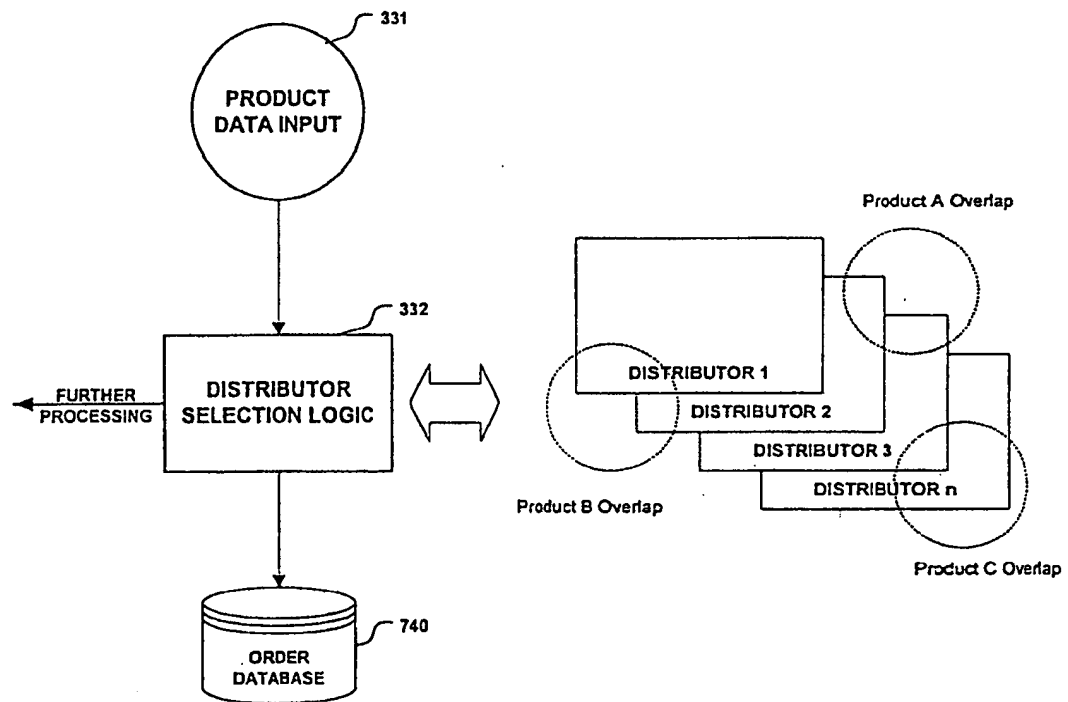 331
PRODUCT
DATA INPUT
Product A Overlap
332
DISTRIBUTOR
SELECTION LOGIC
FURTHER
PROCESSING
DISTRIBUTOR 1
DISTRIBUTOR 2
DISTRIBUTOR 3
DISTRIBUTOR n
Product B Overlap
Product C Overlap
740
ORDER
DATABASE